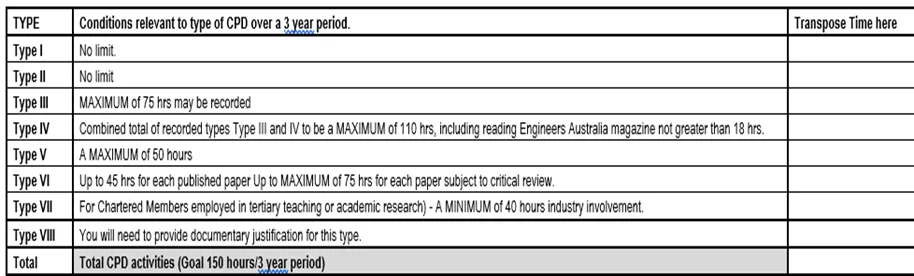 TYPE Conditions relevant to type of CPD over a 3 year period. Transpose Time here
Type I No limit.
Type II No limit
Type III MAXIMUM of 75 hrs may be recorded
Type IV Combined total of recorded types Type III and IV to be a MAXIMUM of 110 hrs, including reading Engineers Australia magazine not greater than 18 hrs.
Type V A MAXIMUM of 50 hours
Type VI Up to 45 hrs for each published paper Up to MAXIMUM of 75 hrs for each paper subject to critical review.
Type VII For Chartered Members employed in tertiary teaching or academic research) - A MINIMUM of 40 hours industry involvement.
Type VIII You will need to provide documentary justification for this type.
Total Total CPD activities (Goal 150 hours/3 year period)